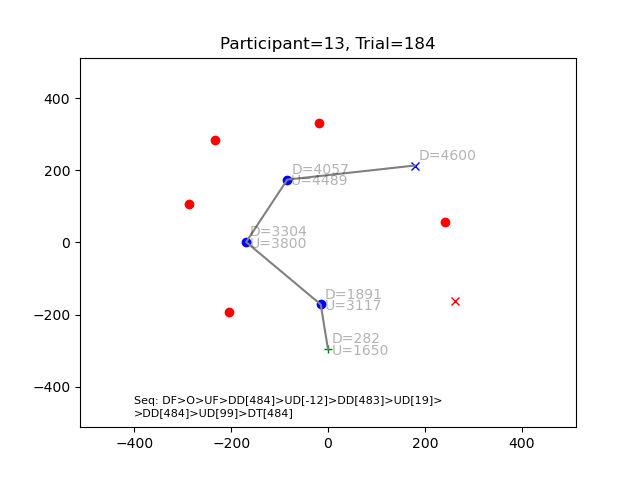 Participant=13, Trial=184
400
200
0
−200
−400
D=4600
D=4057
U=4489
D=3304
U=3800
D=1891
U=3117
D=282
U=1650
Seq: DF>O>UF>DD[484]>UD[-12]>DD[483]>UD[19]>
>DD[484]>UD[99]>DT[484]
−400 −200 0 200 400